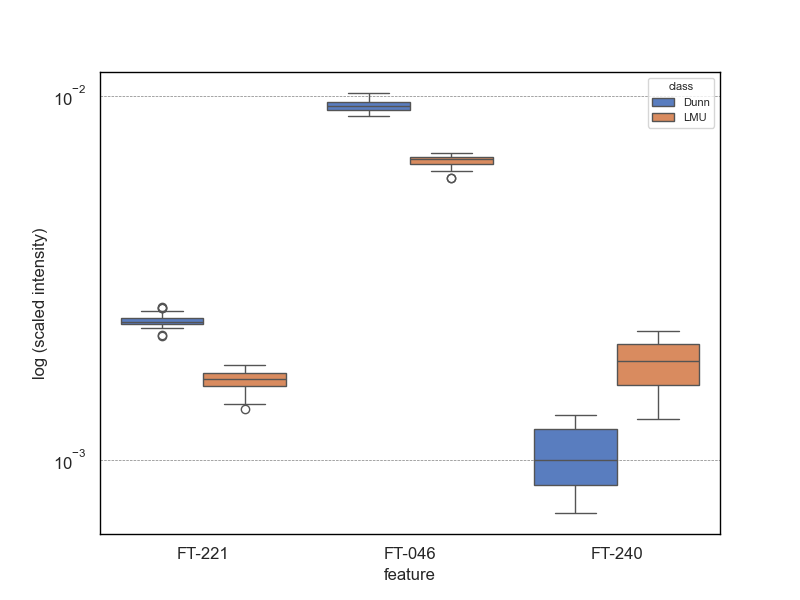 10⁻²
10⁻³
log (scaled intensity)
class
Dunn
LMU
FT-221
FT-046
FT-240
feature